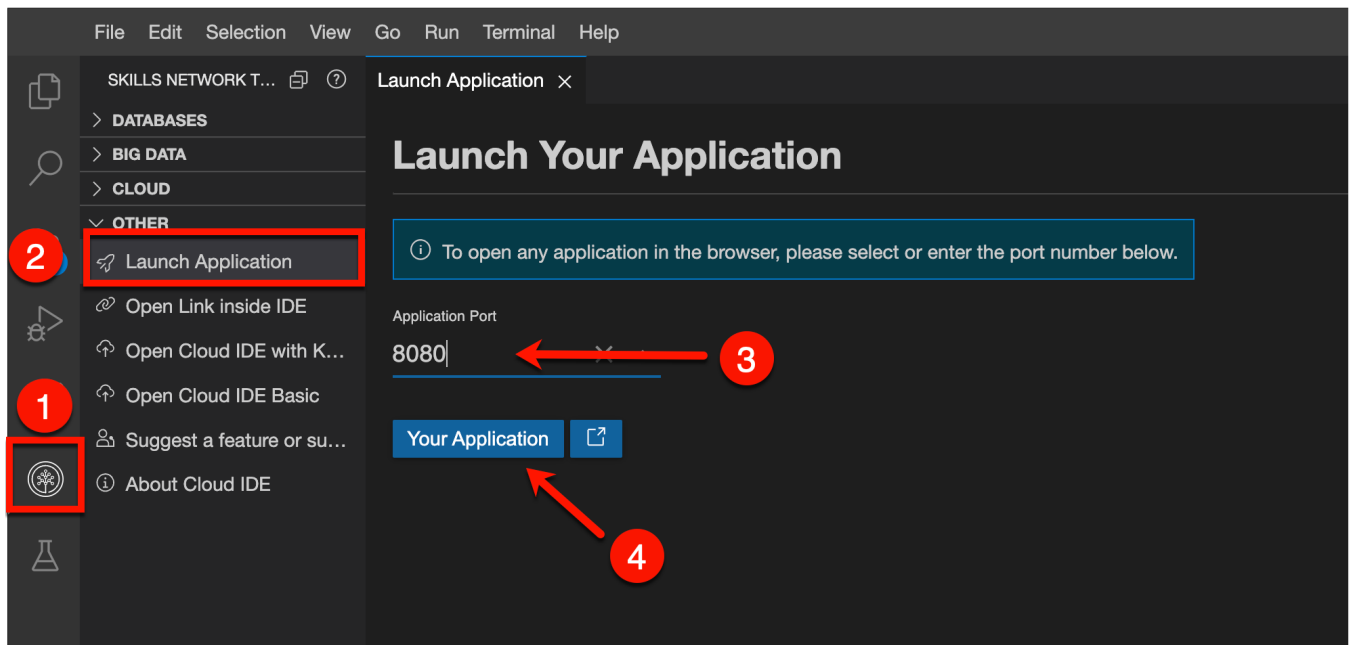 File Edit Selection View Go Run Terminal Help
SKILLS NETWORK T...
Launch Application
DATABASES
BIG DATA
CLOUD
OTHER
2
Launch Application
Open Link inside IDE
Open Cloud IDE with K...
1
Open Cloud IDE Basic
Suggest a feature or su...
About Cloud IDE
Launch Your Application
To open any application in the browser, please select or enter the port number below.
Application Port
8080
3
Your Application
4